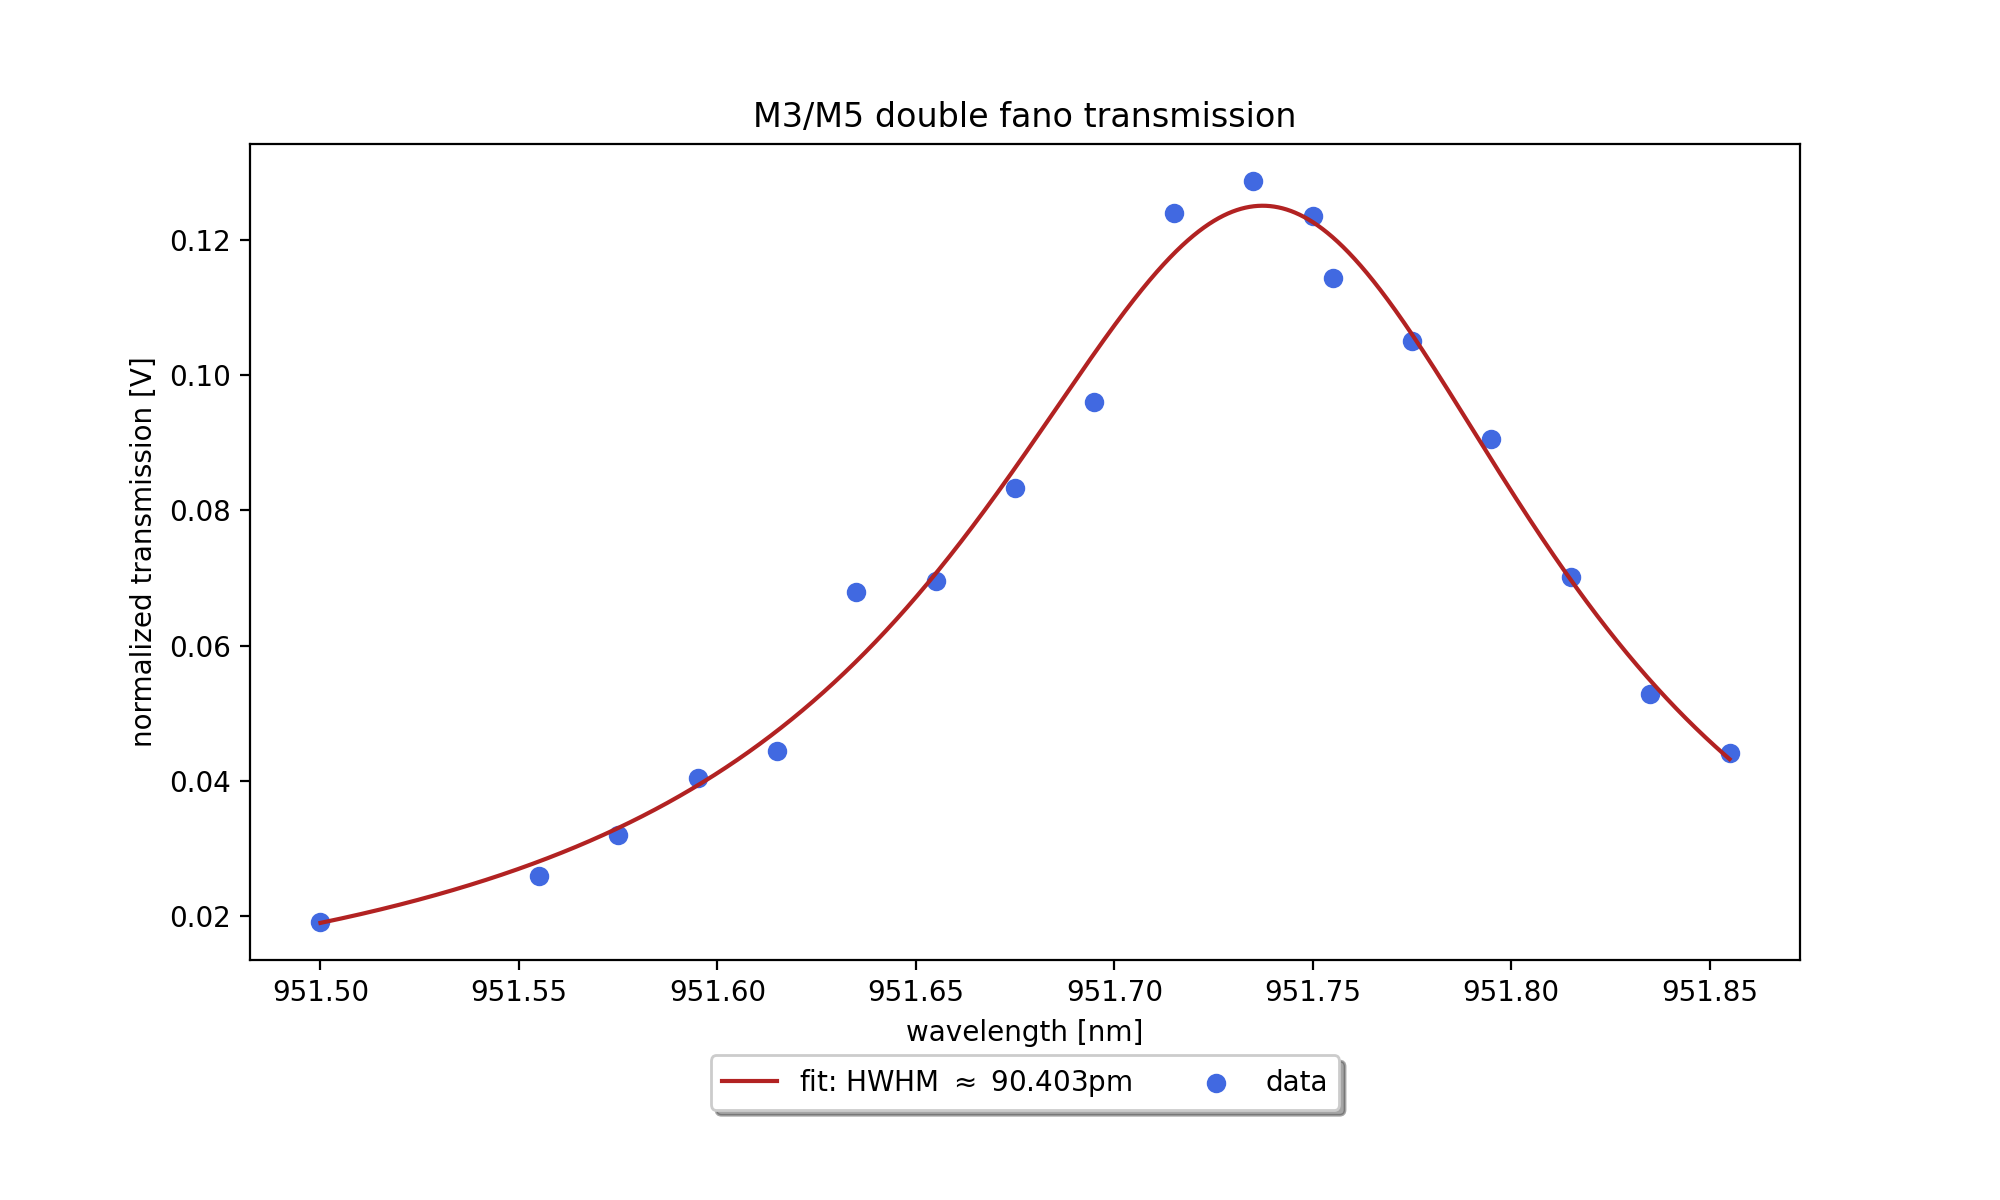 M3/M5 double fano transmission
normalized transmission [V]
0.12
0.10
0.08
0.06
0.04
0.02
951.50 951.55 951.60 951.65 951.70 951.75 951.80 951.85
wavelength [nm]
fit: HWHM ≈ 90.403pm data